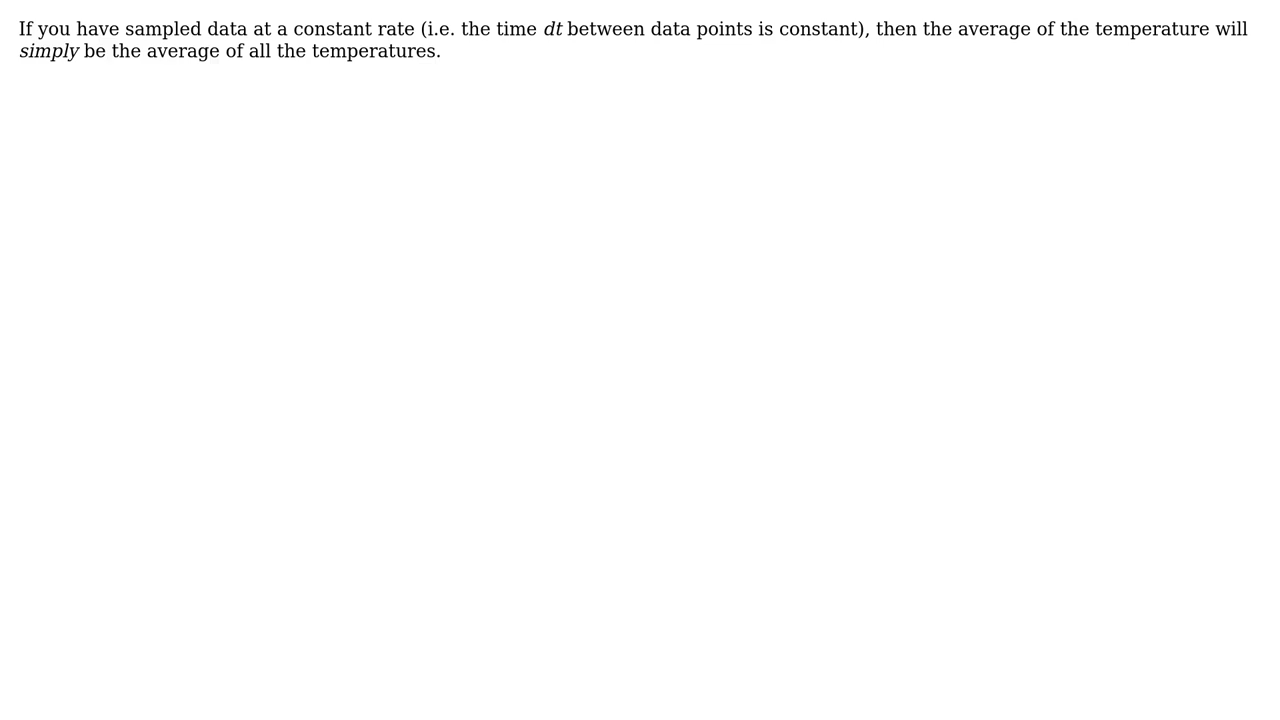 If you have sampled data at a constant rate (i.e. the time dt between data points is constant), then the average of the temperature will
simply be the average of all the temperatures.